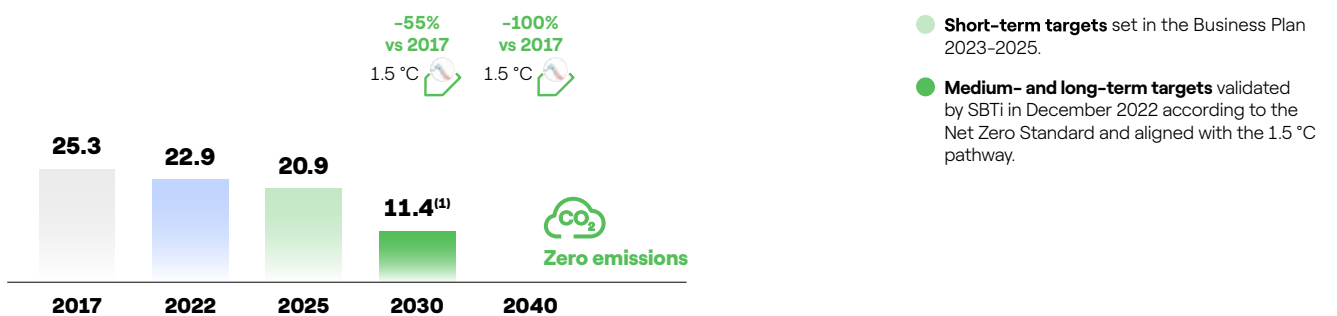 -55%
vs 2017
1.5 °C
-100%
vs 2017
1.5 °C
25.3
22.9
20.9
11.4(1)
CO2
Zero emissions
2017
2022
2025
2030
2040
Short-term targets set in the Business Plan
2023-2025.
Medium- and long-term targets validated
by SBTi in December 2022 according to the
Net Zero Standard and aligned with the 1.5 °C
pathway.